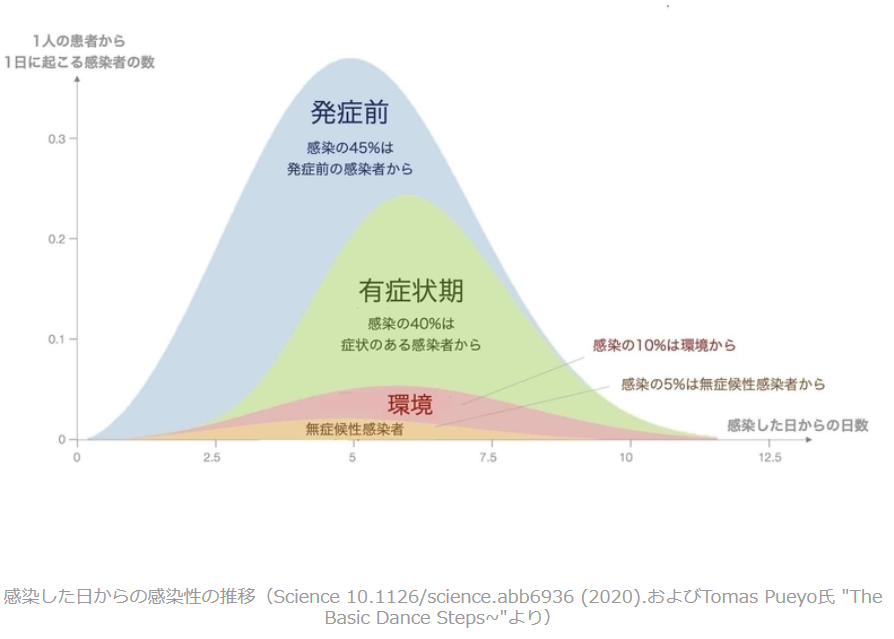 1人の患者から
1日に起こる感染者の数
0.3
0.2
0.1
0
発症前
感染の45%は
発症前の感染者から
有症状期
感染の40%は
症状のある感染者から
感染の10%は環境から
感染の5%は無症候性感染者から
環境
無症候性感染者
感染した日からの日数
0
2.5
5
7.5
10
12.5
感染した日からの感染性の推移（Science 10.1126/science.abb6936 (2020).およびTomas Pueyo氏 "The
Basic Dance Steps~"より）